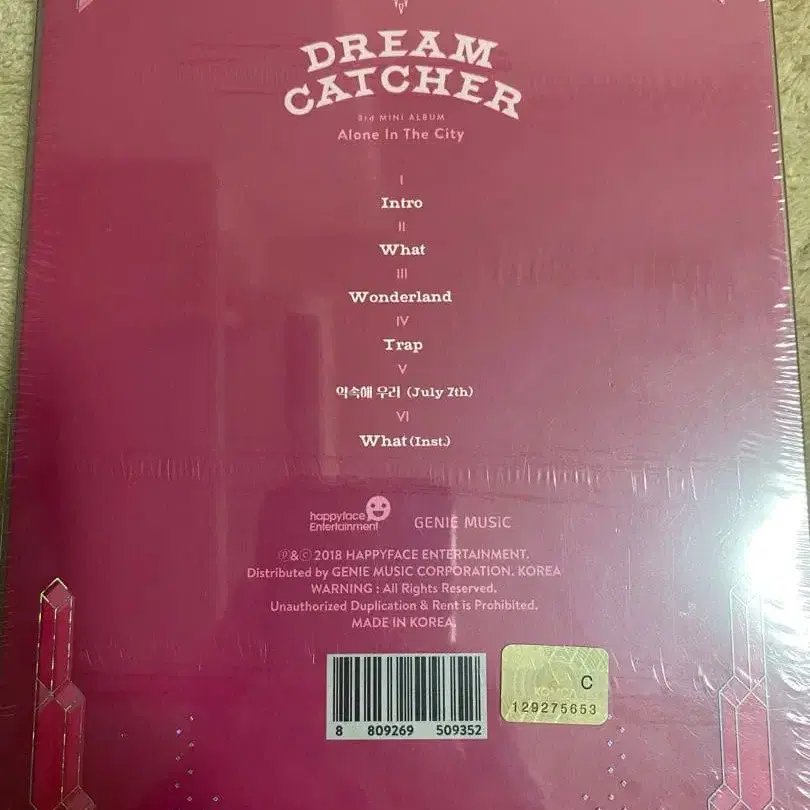 DREAM
CATCHER
3rd MINI ALBUM
Alone In The City
I
Intro
II
What
III
Wonderland
IV
Trap
V
약속해 우리 (July 7th)
VI
What (Inst.)
happyface
Entertainment
GENIE MUSIC
Ⓟ&Ⓒ 2018 HAPPYFACE ENTERTAINMENT.
Distributed by GENIE MUSIC CORPORATION. KOREA
WARNING : All Rights Reserved.
Unauthorized Duplication & Rent is Prohibited.
MADE IN KOREA.
KOMCA C
129275653
8 809269 509352